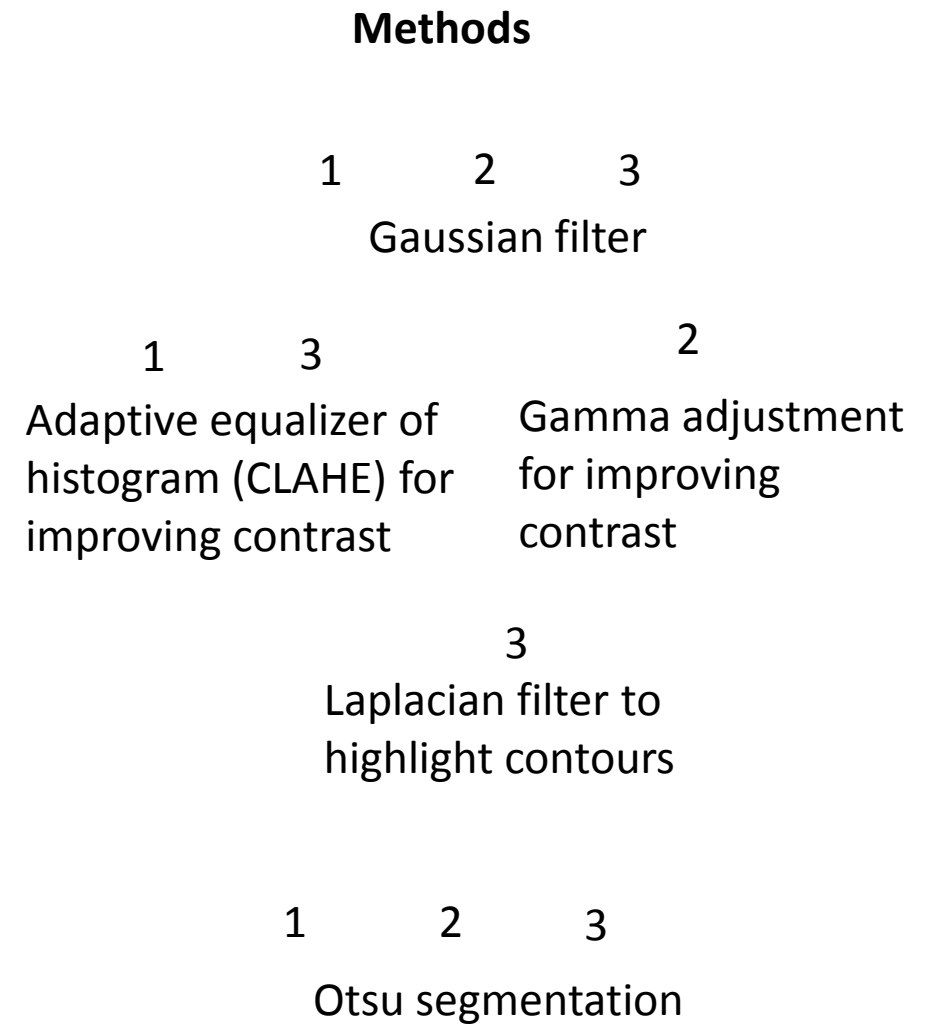 Methods
1 2 3
Gaussian filter
1 3
Adaptive equalizer of
histogram (CLAHE) for
improving contrast
2
Gamma adjustment
for improving
contrast
3
Laplacian filter to
highlight contours
1 2 3
Otsu segmentation